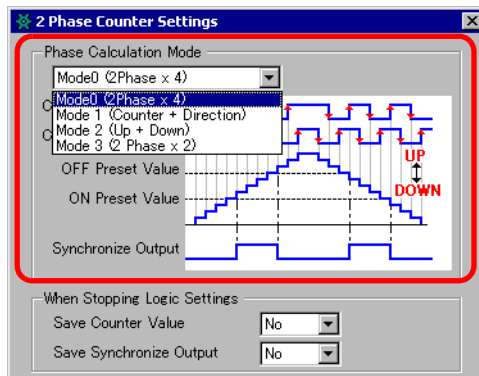 2 Phase Counter Settings
Phase Calculation Mode
Mode0 (2Phase x 4)
Mode0 (2Phase x 4)
Mode 1 (Counter + Direction)
Mode 2 (Up + Down)
Mode 3 (2 Phase x 2)
C
C
UP
OFF Preset Value
DOWN
ON Preset Value
Synchronize Output
When Stopping Logic Settings
Save Counter Value No
Save Synchronize Output No